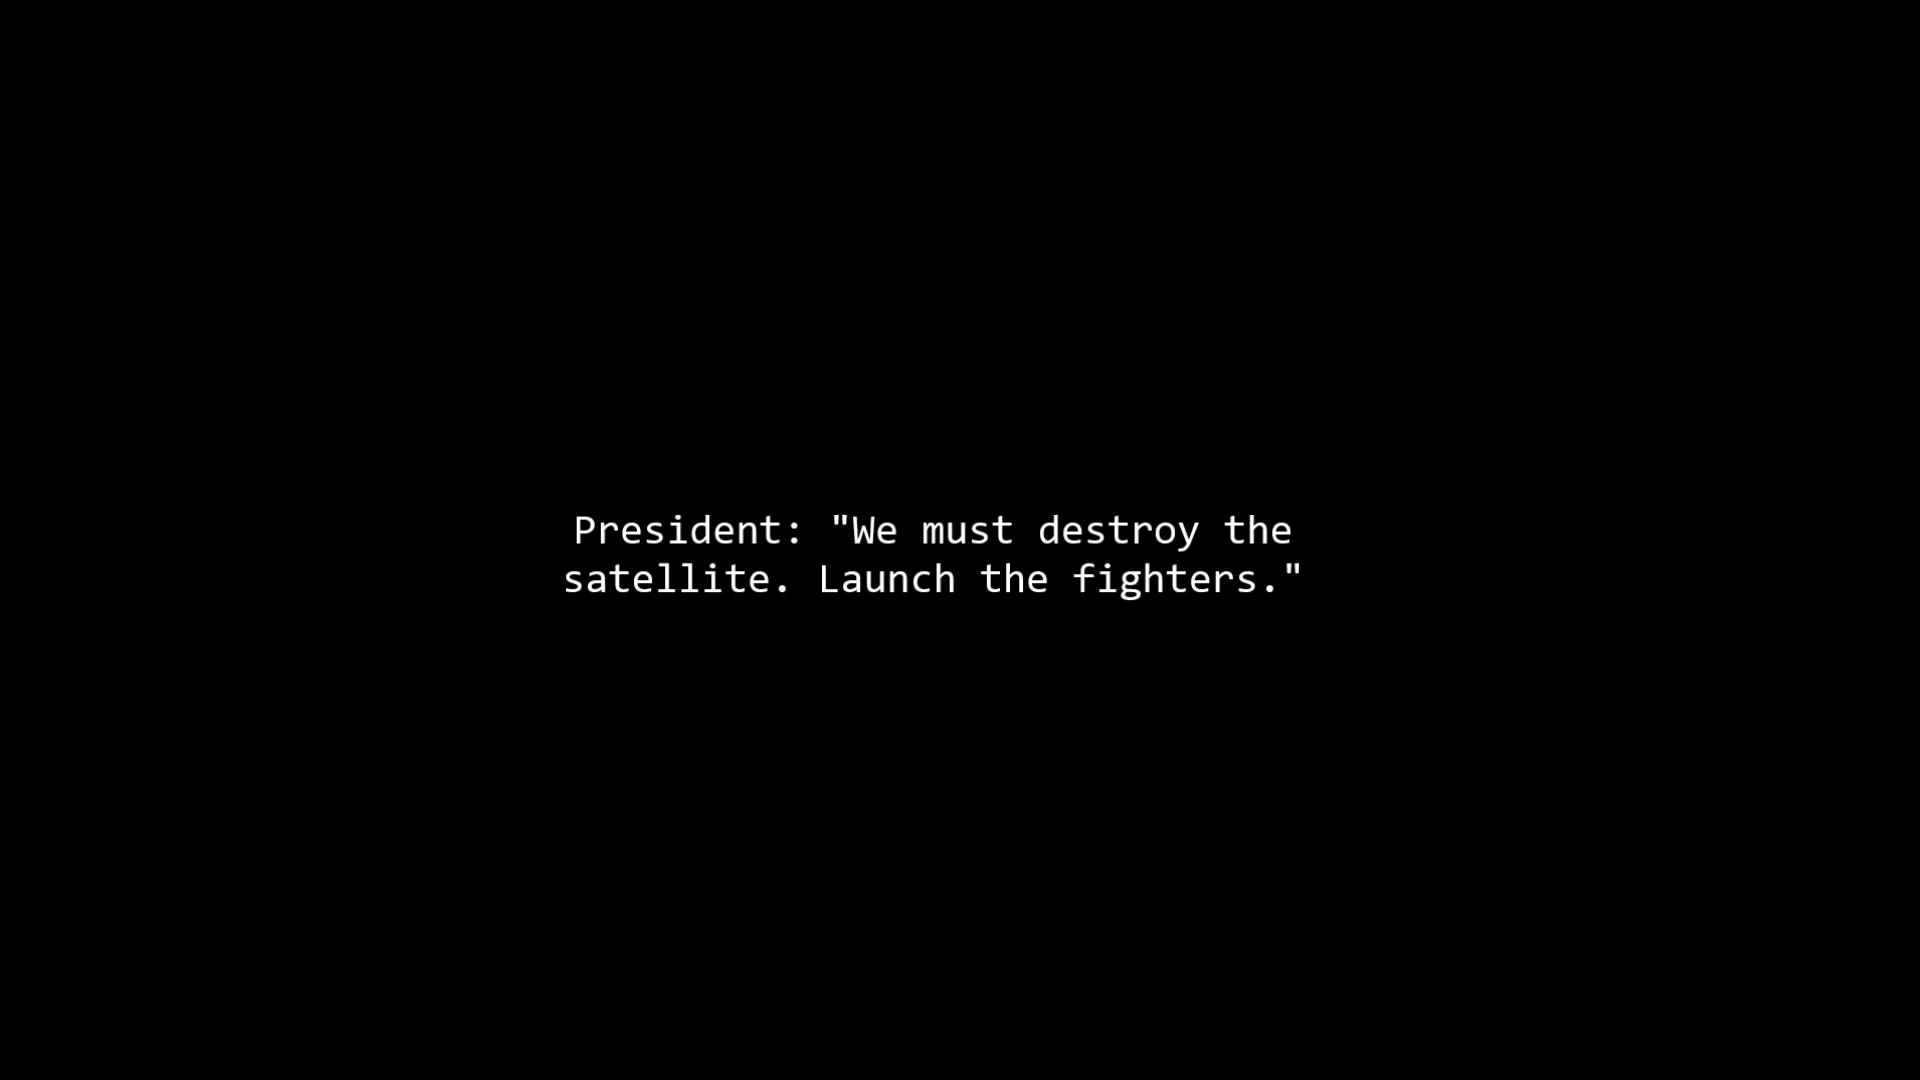 President: "We must destroy the
satellite. Launch the fighters."